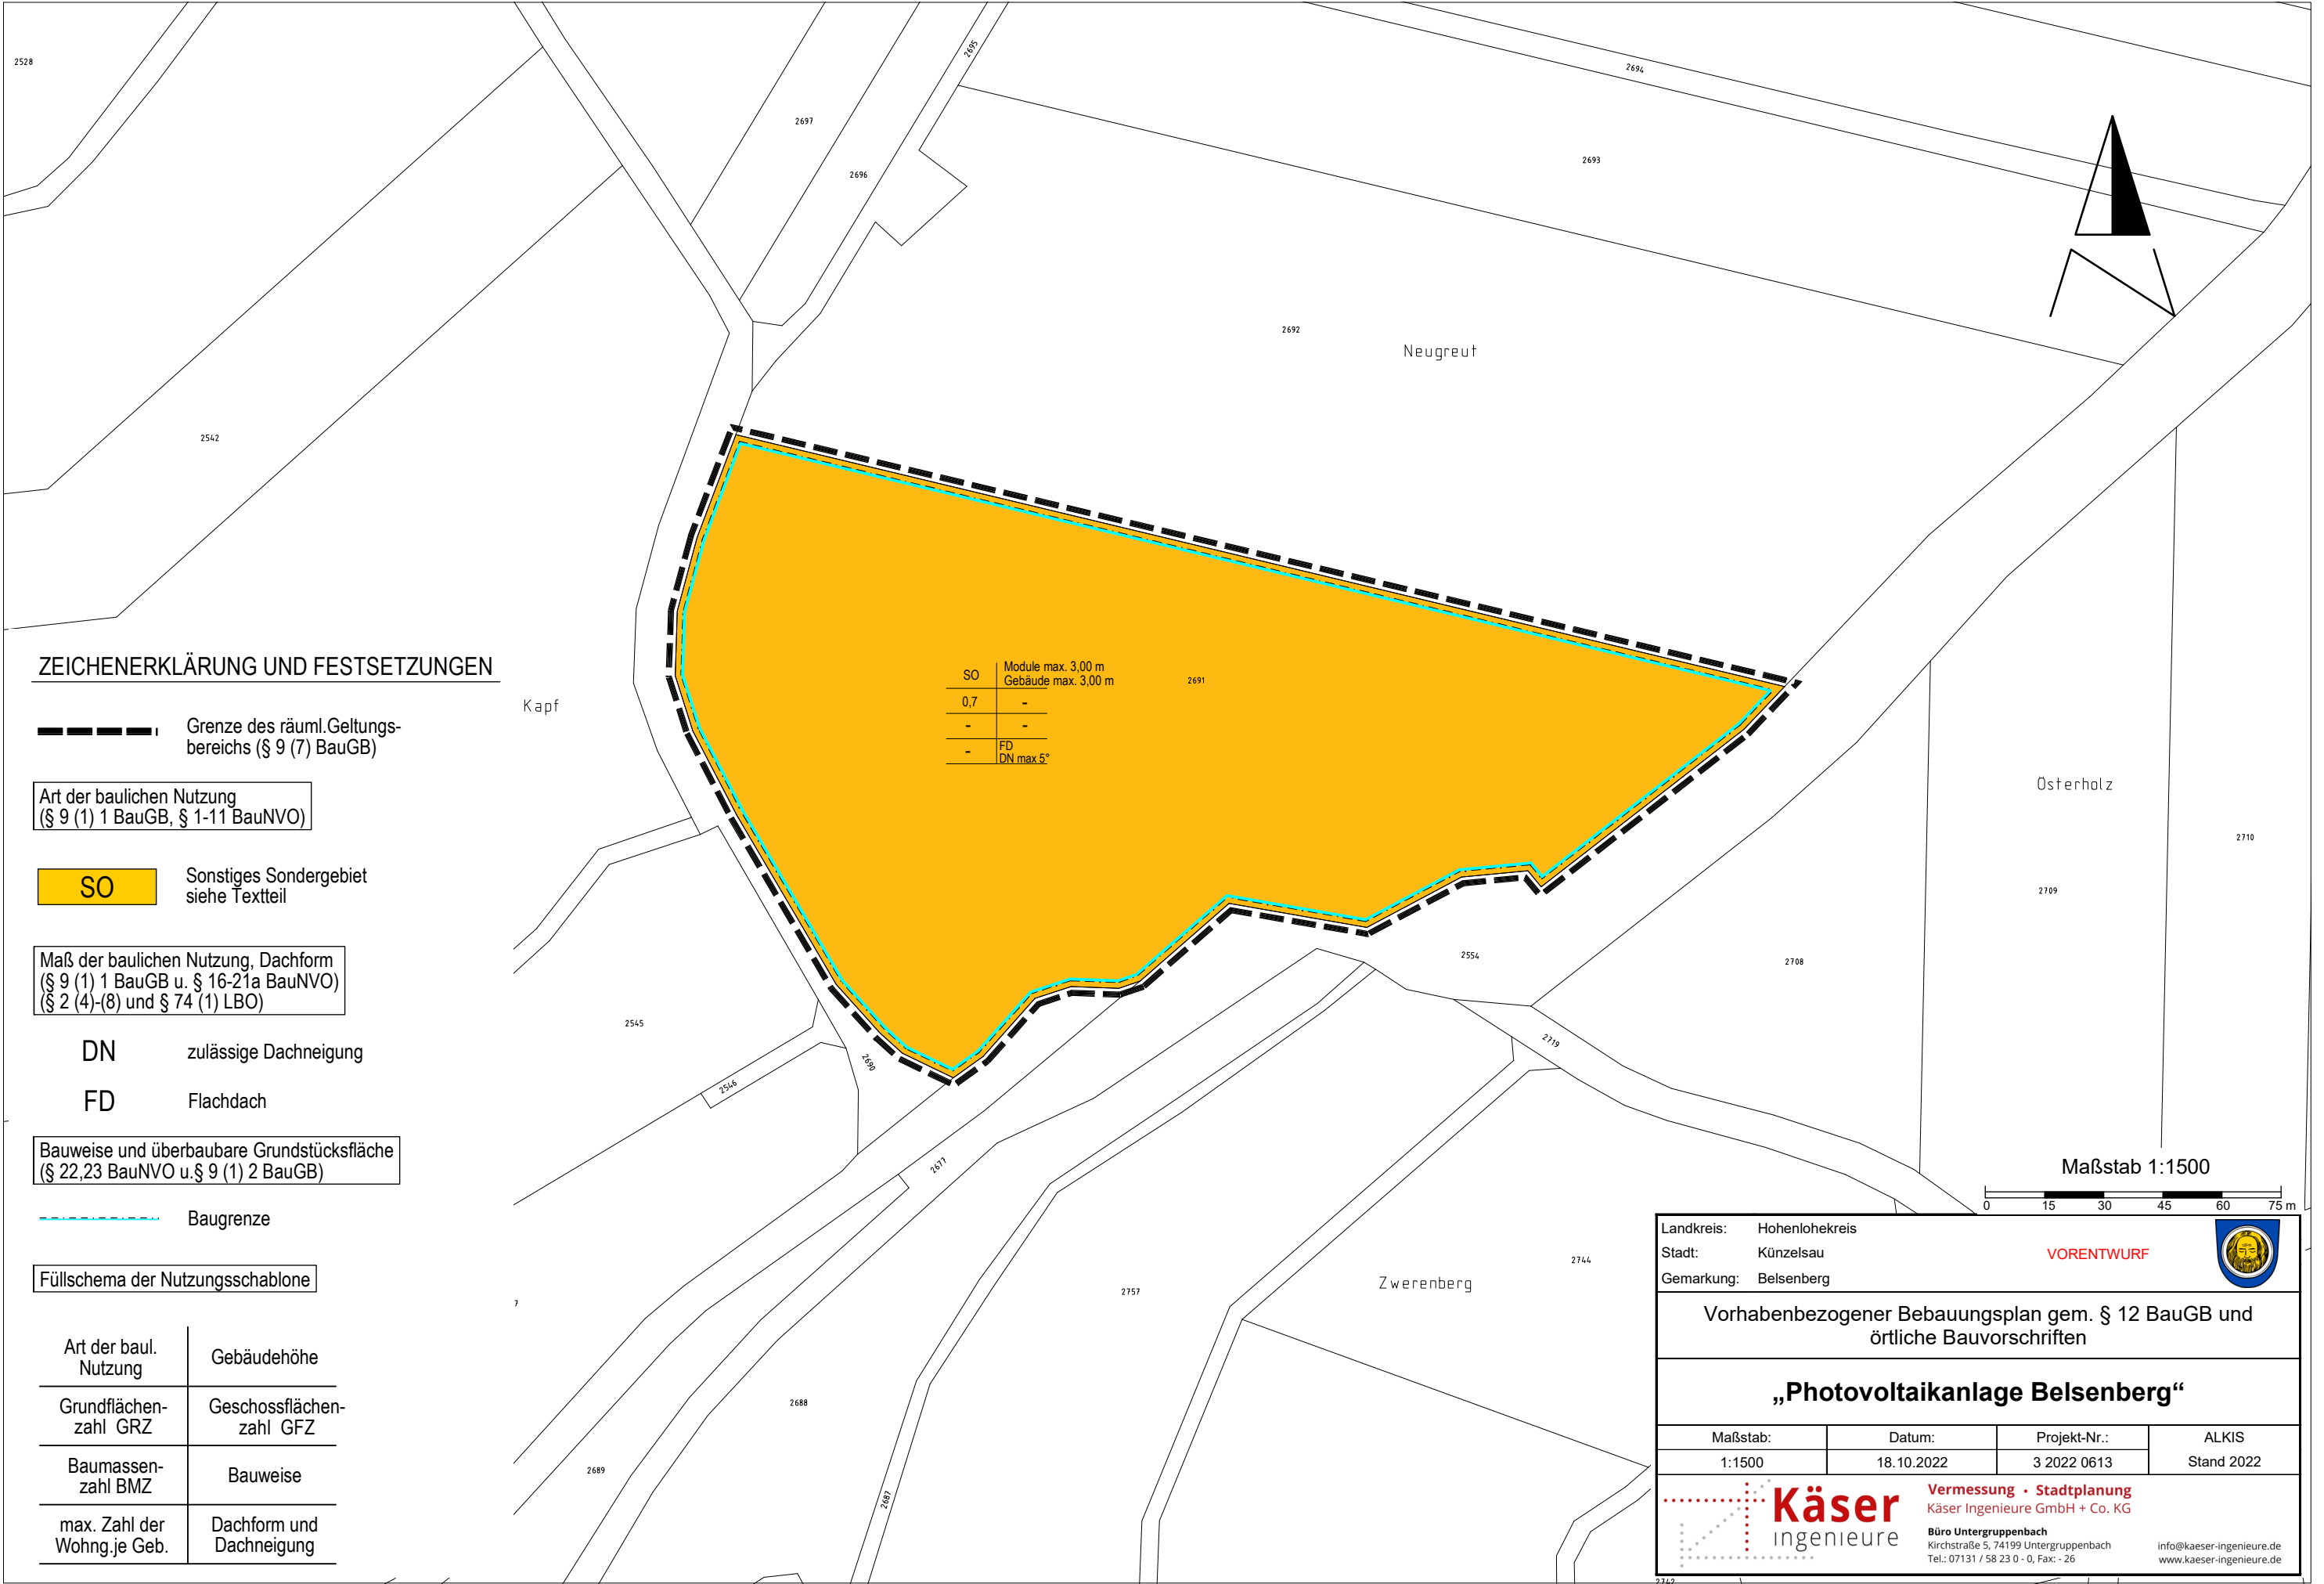 2528
2695
2694
2697
2696
2693
2692
Neugreut
2542
ZEICHENERKLÄRUNG UND FESTSETZUNGEN
Grenze des räuml.Geltungs-
bereichs (§ 9 (7) BauGB)
Art der baulichen Nutzung
(§ 9 (1) 1 BauGB, § 1-11 BauNVO)
SO
Sonstiges Sondergebiet
siehe Textteil
Maß der baulichen Nutzung, Dachform
(§ 9 (1) 1 BauGB u. § 16-21a BauNVO)
(§ 2 (4)-(8) und § 74 (1) LBO)
DN
zulässige Dachneigung
FD
Flachdach
Bauweise und überbaubare Grundstücksfläche
(§ 22,23 BauNVO u.§ 9 (1) 2 BauGB)
Baugrenze
Füllschema der Nutzungsschablone
Art der baul.
Nutzung
Gebäudehöhe
Grundflächen-
zahl GRZ
Geschossflächen-
zahl GFZ
Baumassen-
zahl BMZ
Bauweise
max. Zahl der
Wohng.je Geb.
Dachform und
Dachneigung
Kapf
SO
Module max. 3,00 m
Gebäude max. 3,00 m
0,7
-
-
-
-
FD
DN max 5°
2691
Österholz
2710
2709
2708
2554
2545
2546
2690
2719
2677
7
2757
Zwerenberg
2744
2688
2689
2687
2742
Maßstab 1:1500
0 15 30 45 60 75 m
Landkreis: Hohenlohekreis
Stadt: Künzelsau
Gemarkung: Belsenberg
VORENTWURF
Vorhabenbezogener Bebauungsplan gem. § 12 BauGB und
örtliche Bauvorschriften
„Photovoltaikanlage Belsenberg“
Maßstab: Datum: Projekt-Nr.: ALKIS
1:1500 18.10.2022 3 2022 0613 Stand 2022
Käser
ingenieure
Vermessung • Stadtplanung
Käser Ingenieure GmbH + Co. KG
Büro Untergruppenbach
Kirchstraße 5, 74199 Untergruppenbach
Tel.: 07131 / 58 23 0 - 0, Fax: - 26
info@kaeser-ingenieure.de
www.kaeser-ingenieure.de